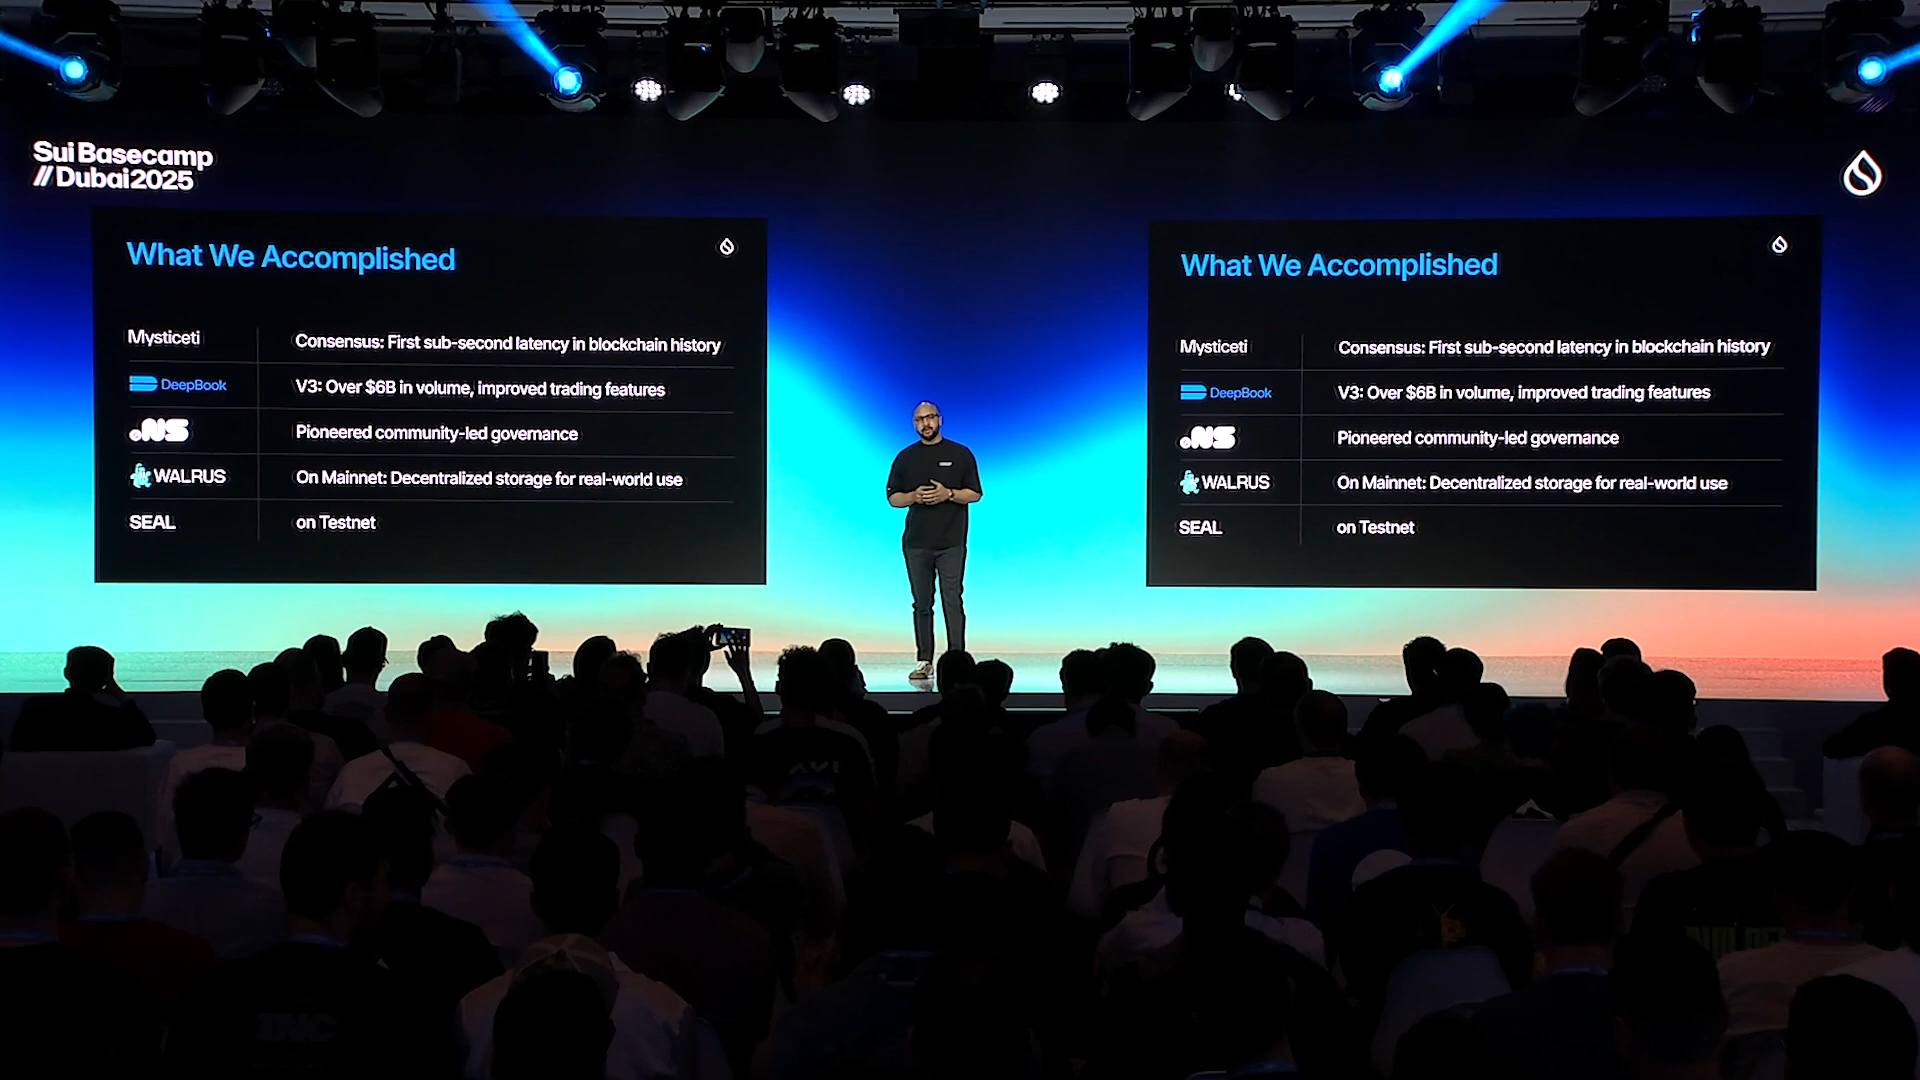 Sui Basecamp
// Dubai 2025
What We Accomplished
Mysticeti
Consensus: First sub-second latency in blockchain history
DeepBook
V3: Over $6B in volume, improved trading features
.NS
Pioneered community-led governance
WALRUS
On Mainnet: Decentralized storage for real-world use
SEAL
on Testnet
What We Accomplished
Mysticeti
Consensus: First sub-second latency in blockchain history
DeepBook
V3: Over $6B in volume, improved trading features
.NS
Pioneered community-led governance
WALRUS
On Mainnet: Decentralized storage for real-world use
SEAL
on Testnet